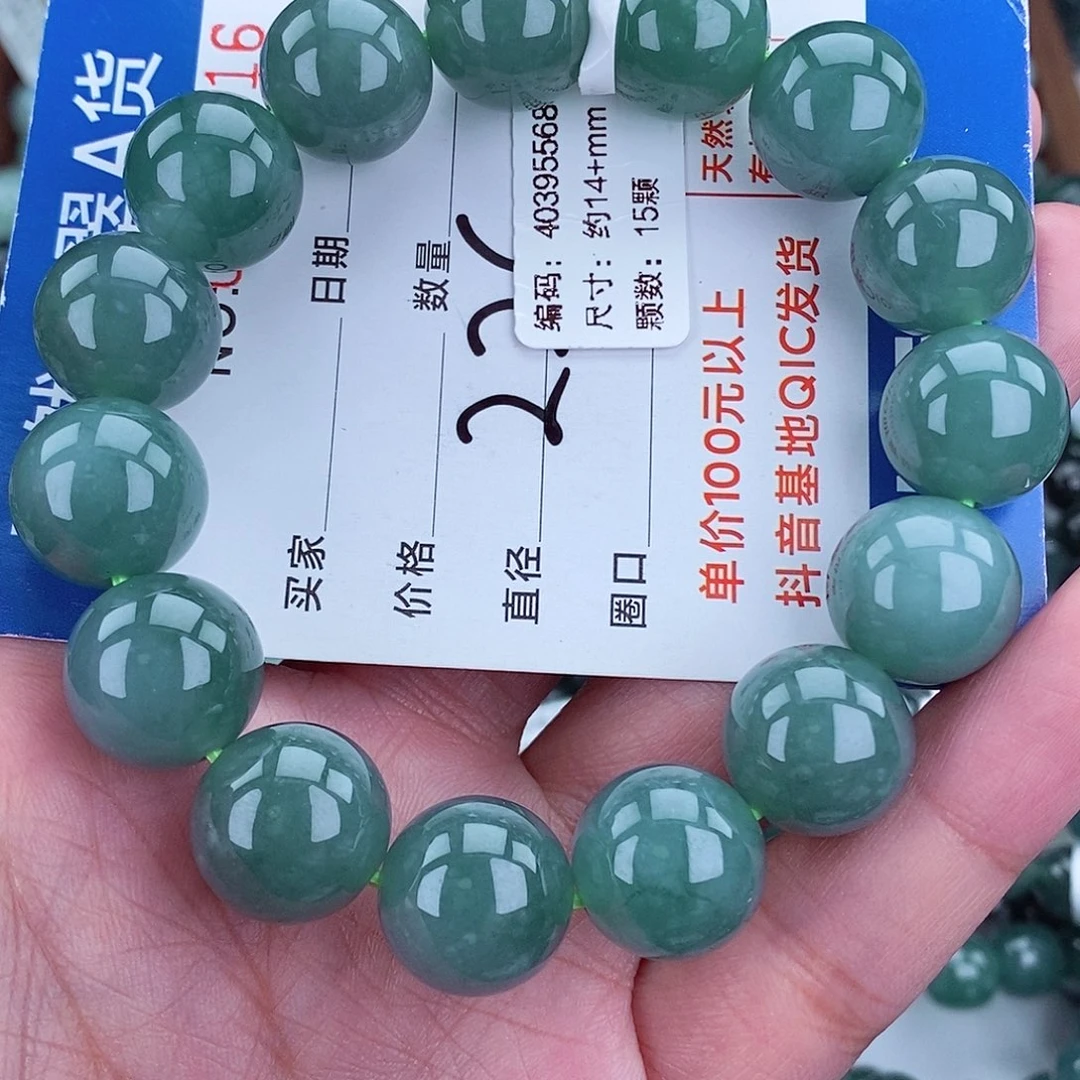 翠A货
16
NO.
日期
数量
买家
价格
直径
圈口
编码：40395568
尺寸：约14+mm
颗数：15颗
天然
单价100元以上
抖音基地QIC发货